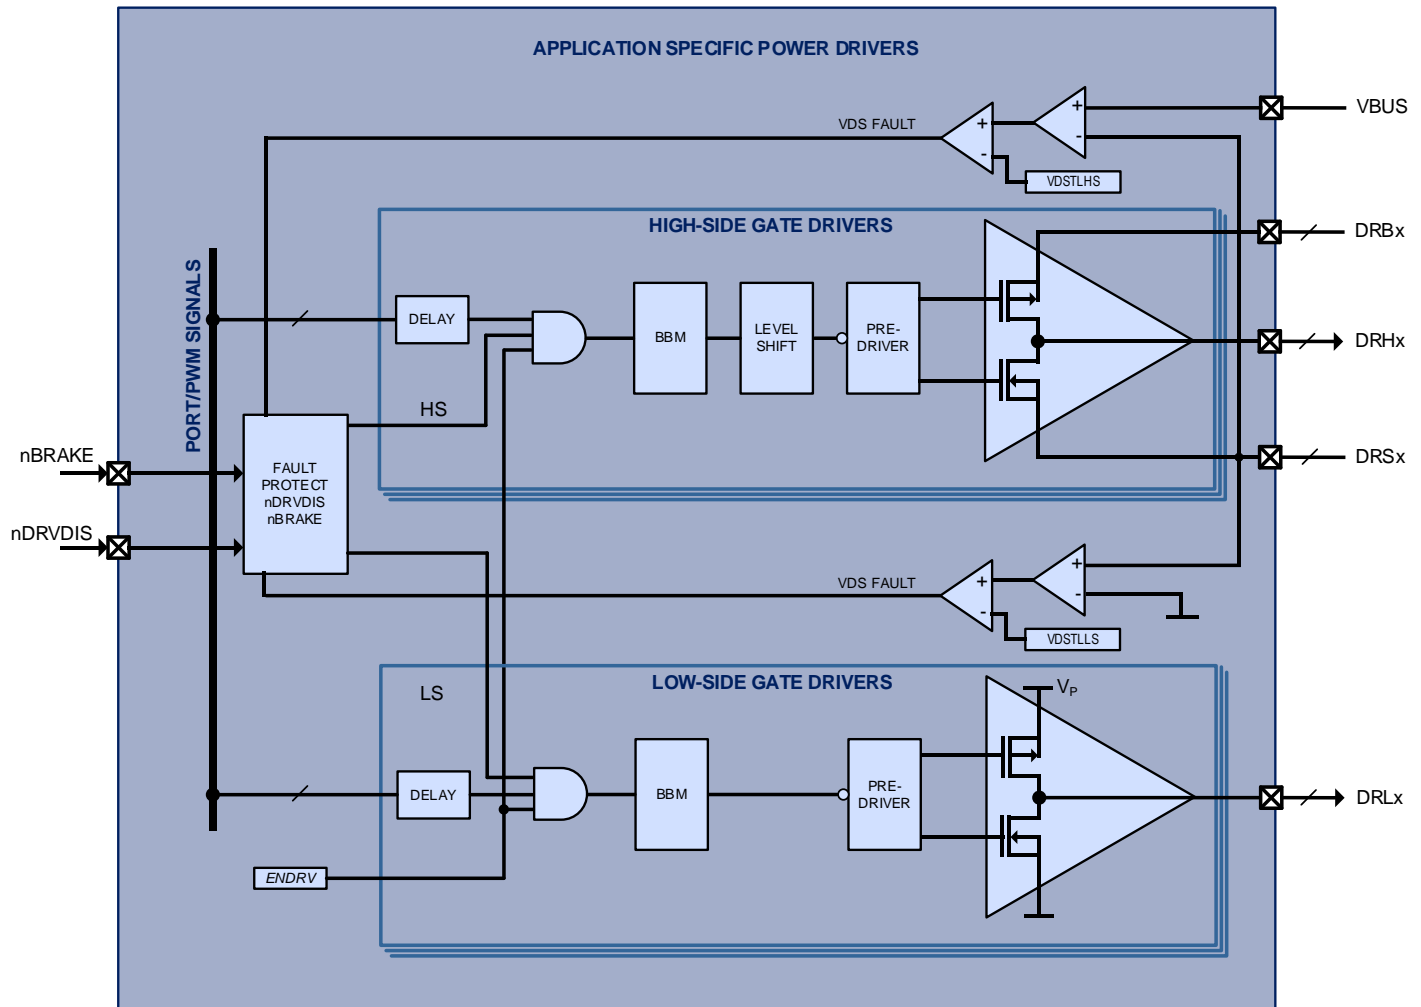 APPLICATION SPECIFIC POWER DRIVERS
VBUS
+
-
+
-
VDS FAULT
VDSTLHS
HIGH-SIDE GATE DRIVERS
DRBx
PORT/PWM SIGNALS
DELAY
BBM
LEVEL
SHIFT
PRE-
DRIVER
DRHx
HS
nBRAKE
DRSx
FAULT
PROTECT
nDRVDIS
nBRAKE
nDRVDIS
VDS FAULT
+
-
+
-
VDSTLLS
LOW-SIDE GATE DRIVERS
LS
VP
DELAY
BBM
PRE-
DRIVER
DRLx
ENDRV